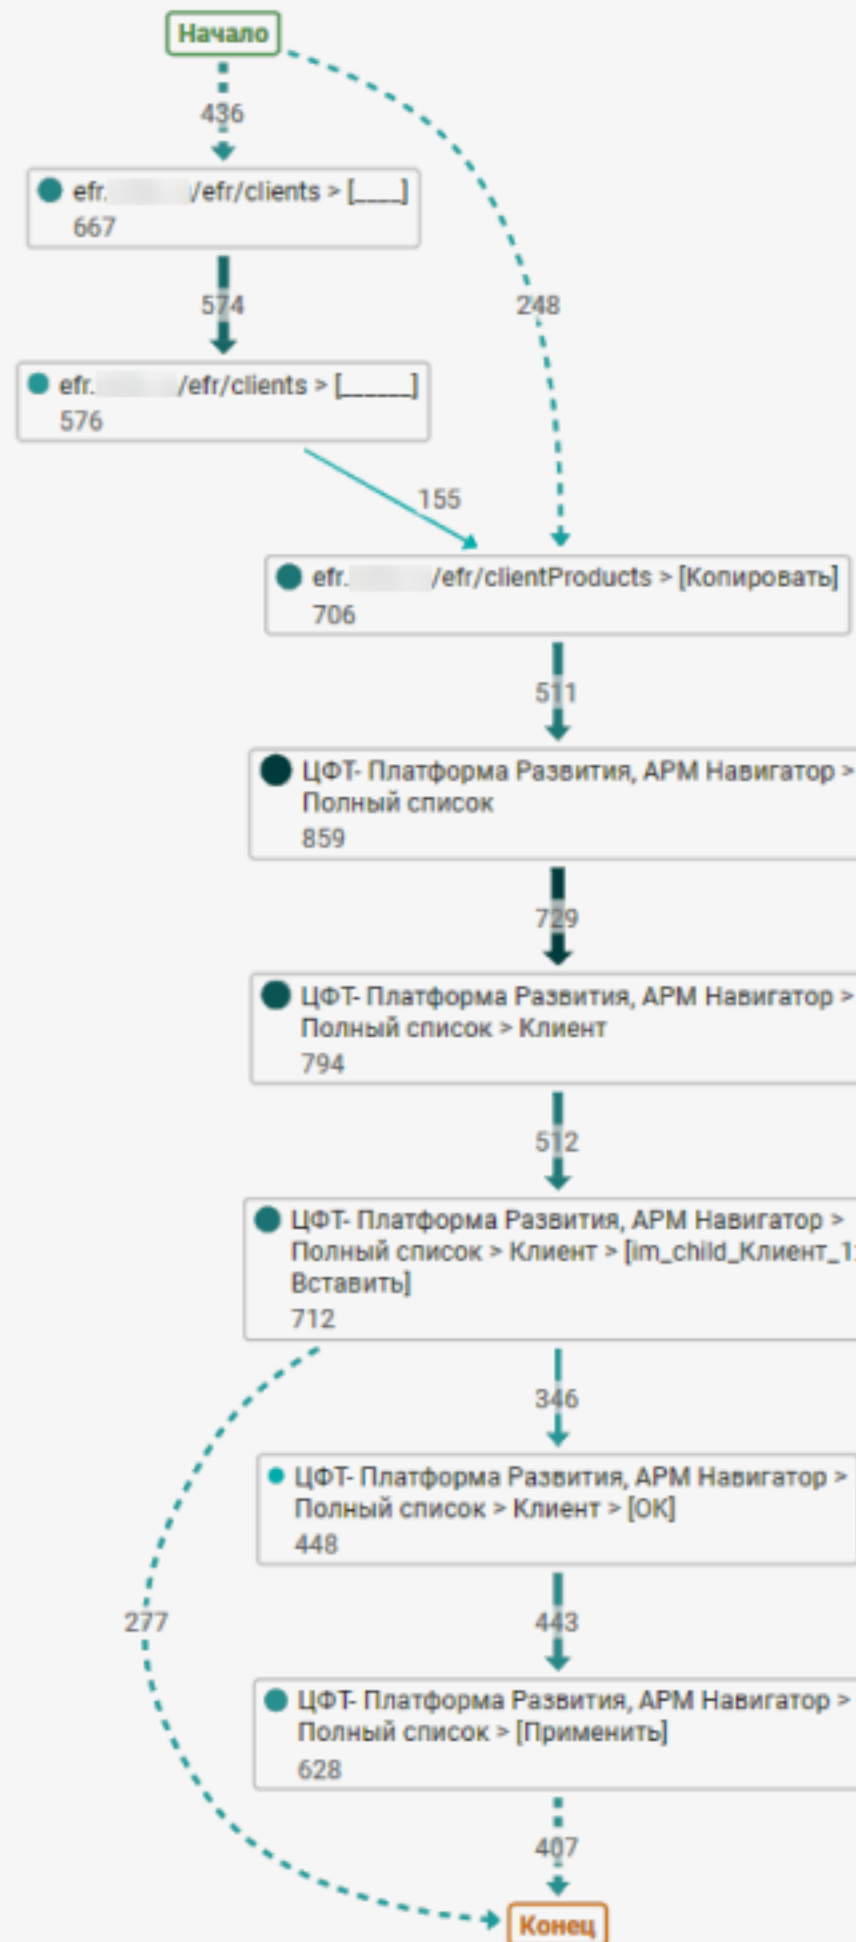 Начало
436
efr. /efr/clients > [____]
667
574
248
efr. /efr/clients > [______]
576
155
efr. /efr/clientProducts > [Копировать]
706
511
ЦФТ- Платформа Развития, АРМ Навигатор >
Полный список
859
729
ЦФТ- Платформа Развития, АРМ Навигатор >
Полный список > Клиент
794
512
ЦФТ- Платформа Развития, АРМ Навигатор >
Полный список > Клиент > [im_child_Клиент_1
Вставить]
712
346
ЦФТ- Платформа Развития, АРМ Навигатор >
Полный список > Клиент > [OK]
448
277
443
ЦФТ- Платформа Развития, АРМ Навигатор >
Полный список > [Применить]
628
407
Конец